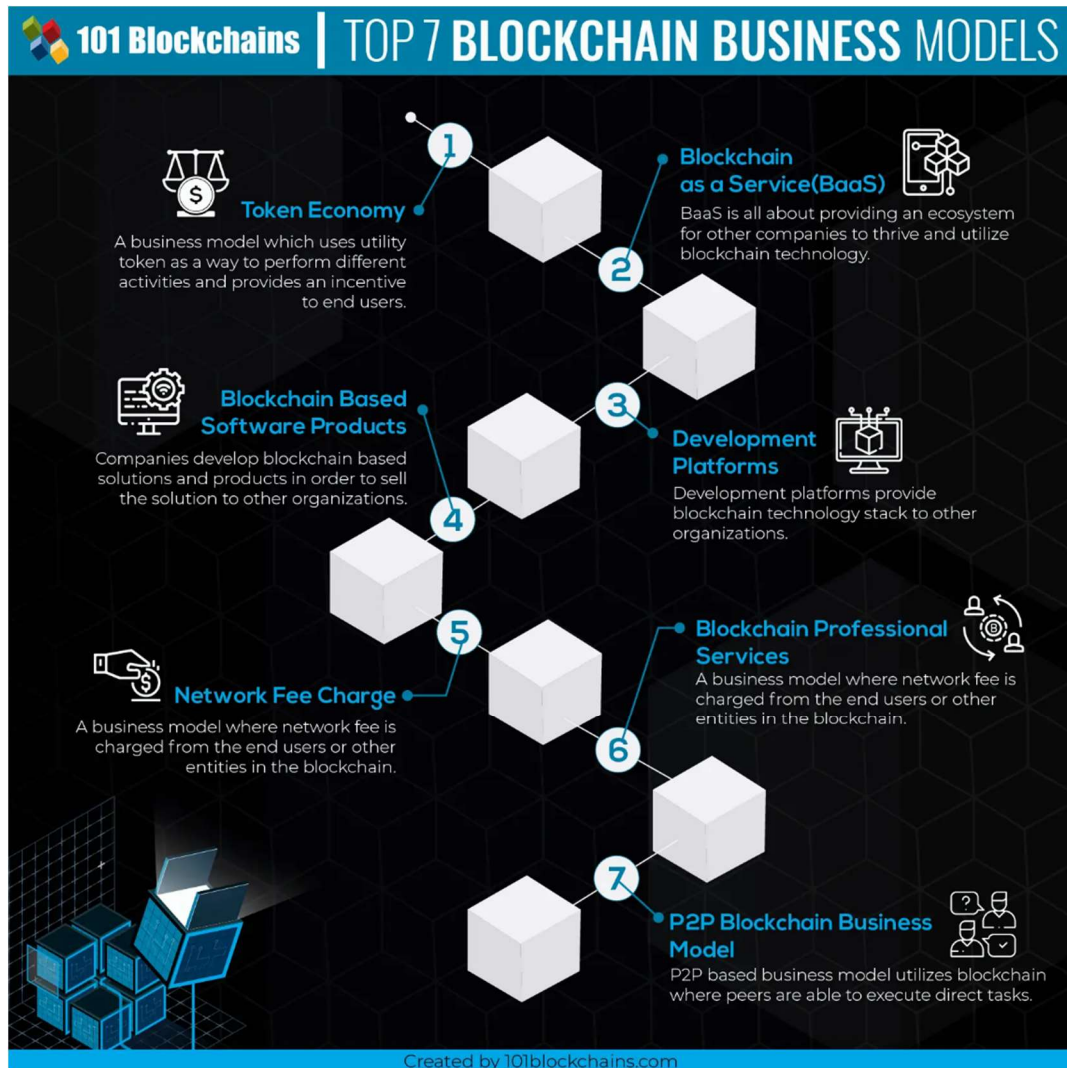 101 Blockchains | TOP 7 BLOCKCHAIN BUSINESS MODELS
1
Token Economy
A business model which uses utility
token as a way to perform different
activities and provides an incentive
to end users.
2
Blockchain
as a Service(BaaS)
BaaS is all about providing an ecosystem
for other companies to thrive and utilize
blockchain technology.
3
Development
Platforms
Development platforms provide
blockchain technology stack to other
organizations.
4
Blockchain Based
Software Products
Companies develop blockchain based
solutions and products in order to sell
the solution to other organizations.
5
Network Fee Charge
A business model where network fee is
charged from the end users or other
entities in the blockchain.
6
Blockchain Professional
Services
A business model where network fee is
charged from the end users or other
entities in the blockchain.
7
P2P Blockchain Business
Model
P2P based business model utilizes blockchain
where peers are able to execute direct tasks.
Created by 101blockchains.com